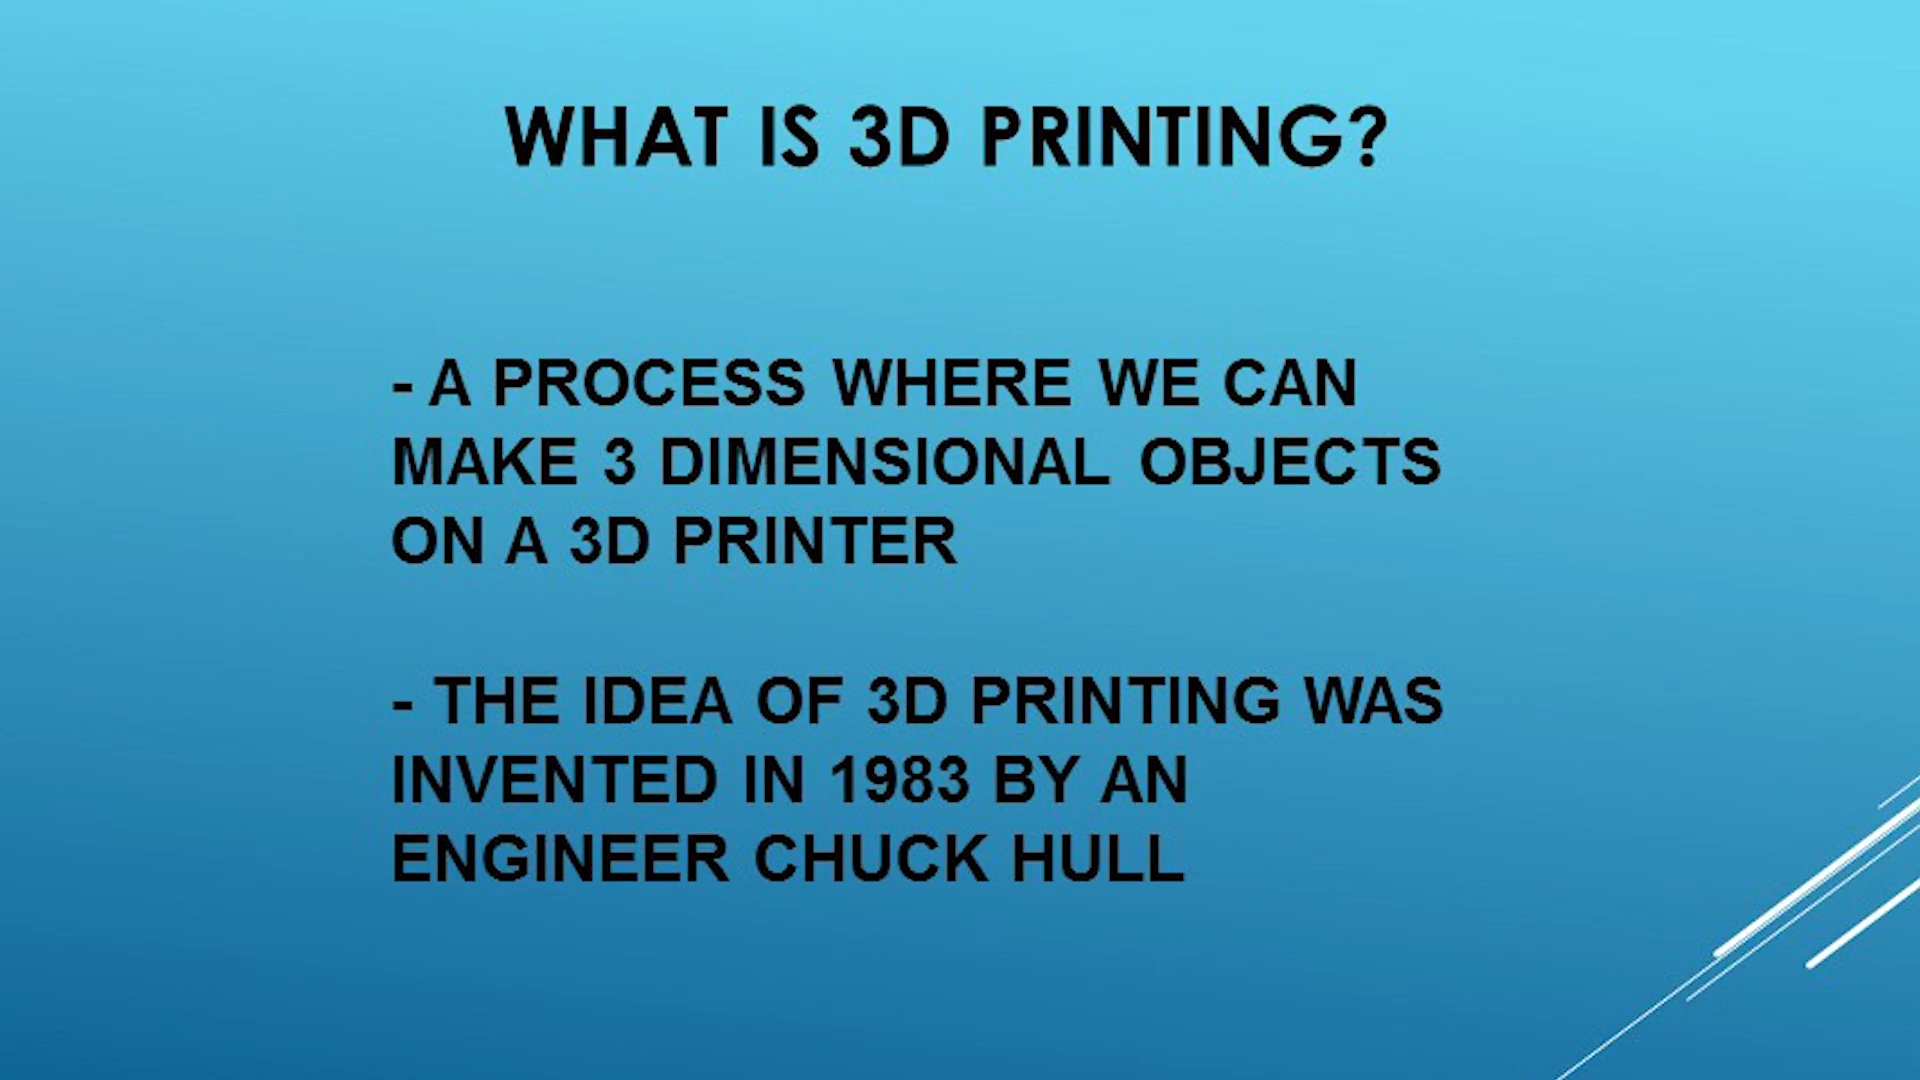 WHAT IS 3D PRINTING?
- A PROCESS WHERE WE CAN
MAKE 3 DIMENSIONAL OBJECTS
ON A 3D PRINTER
- THE IDEA OF 3D PRINTING WAS
INVENTED IN 1983 BY AN
ENGINEER CHUCK HULL